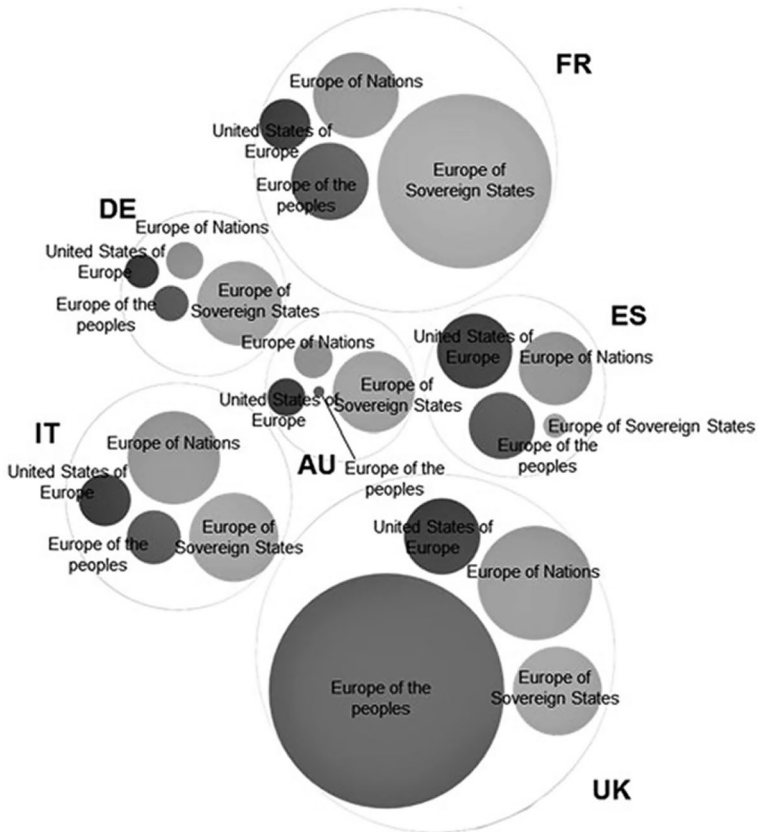 FR
Europe of Nations
United States of
Europe
Europe of the
peoples
Europe of
Sovereign States
DE
Europe of Nations
United States of
Europe
Europe of the
peoples
Europe of
Sovereign States
AU
Europe of Nations
United States of
Europe
Europe of
Sovereign States
Europe of the
peoples
ES
United States of
Europe
Europe of Nations
Europe of Sovereign States
Europe of the
peoples
IT
Europe of Nations
United States of
Europe
Europe of the
peoples
Europe of
Sovereign States
United States of
Europe
Europe of Nations
Europe of the
peoples
Europe of
Sovereign States
UK